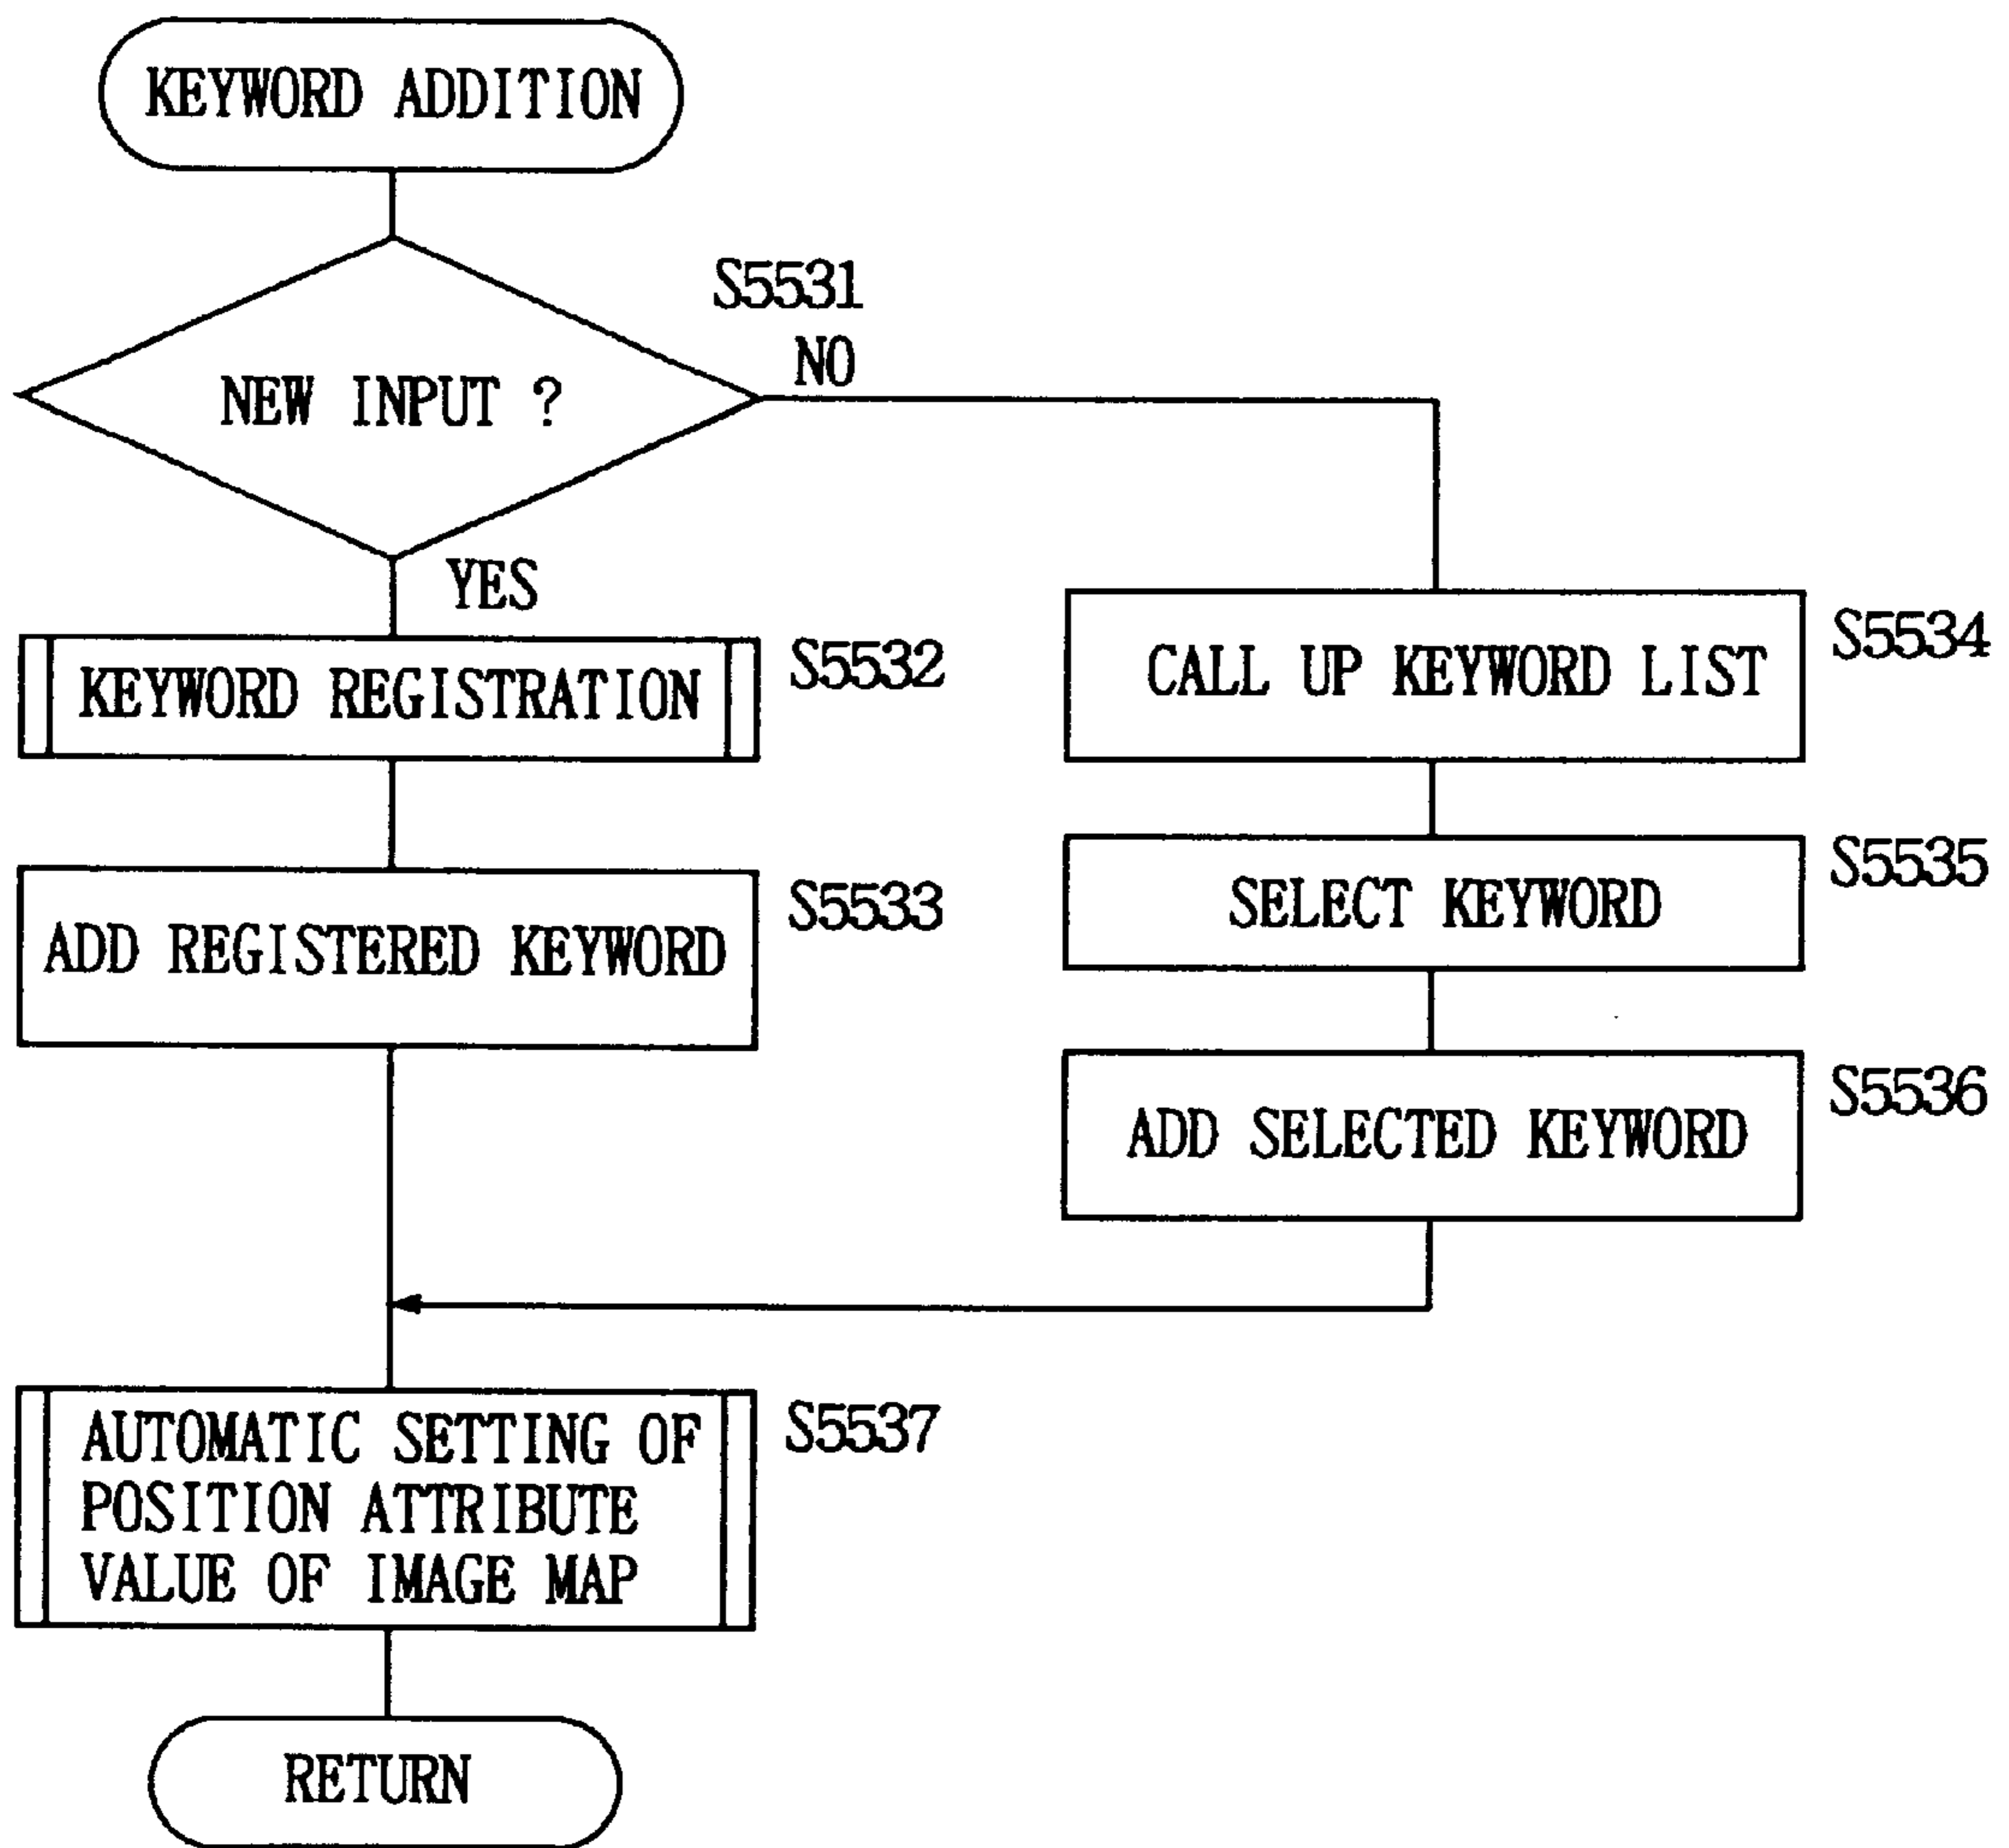 KEYWORD ADDITION
S5531
NO
NEW INPUT ?
YES
KEYWORD REGISTRATION
S5532
ADD REGISTERED KEYWORD
S5533
CALL UP KEYWORD LIST
S5534
SELECT KEYWORD
S5535
ADD SELECTED KEYWORD
S5536
AUTOMATIC SETTING OF
POSITION ATTRIBUTE
VALUE OF IMAGE MAP
S5537
RETURN